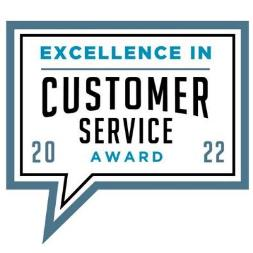 EXCELLENCE IN
CUSTOMER
SERVICE
20 AWARD 22